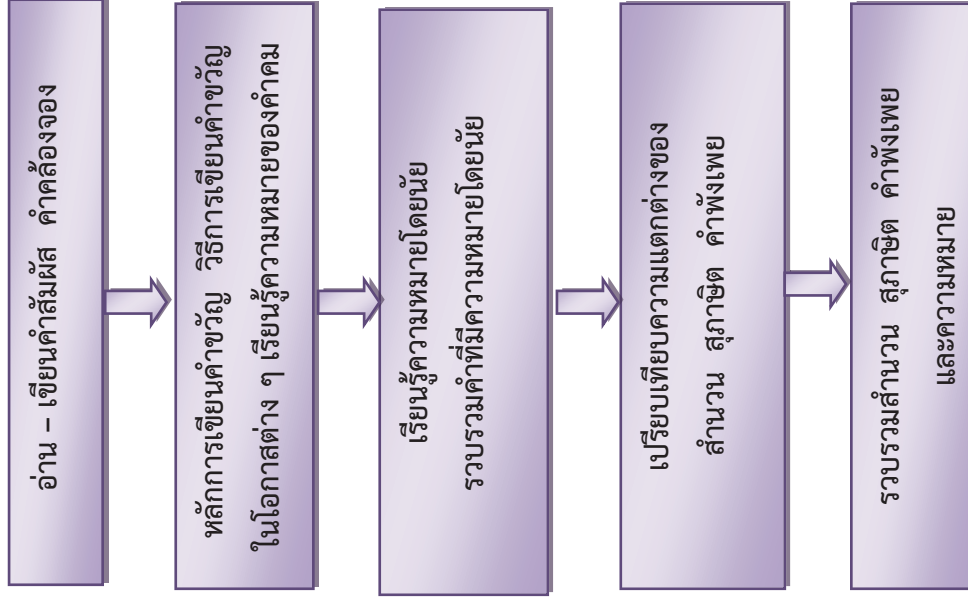 อ่าน – เขียนคำสัมผัส คำคล้องจอง
หลักการเขียนคำขวัญ วิธีการเขียนคำขวัญ
ในโอกาสต่าง ๆ เรียนรู้ความหมายของคำคม
เรียนรู้ความหมายโดยนัย
รวบรวมคำที่มีความหมายโดยนัย
เปรียบเทียบความแตกต่างของ
สำนวน สุภาษิต คำพังเพย
รวบรวมสำนวน สุภาษิต คำพังเพย
และความหมาย